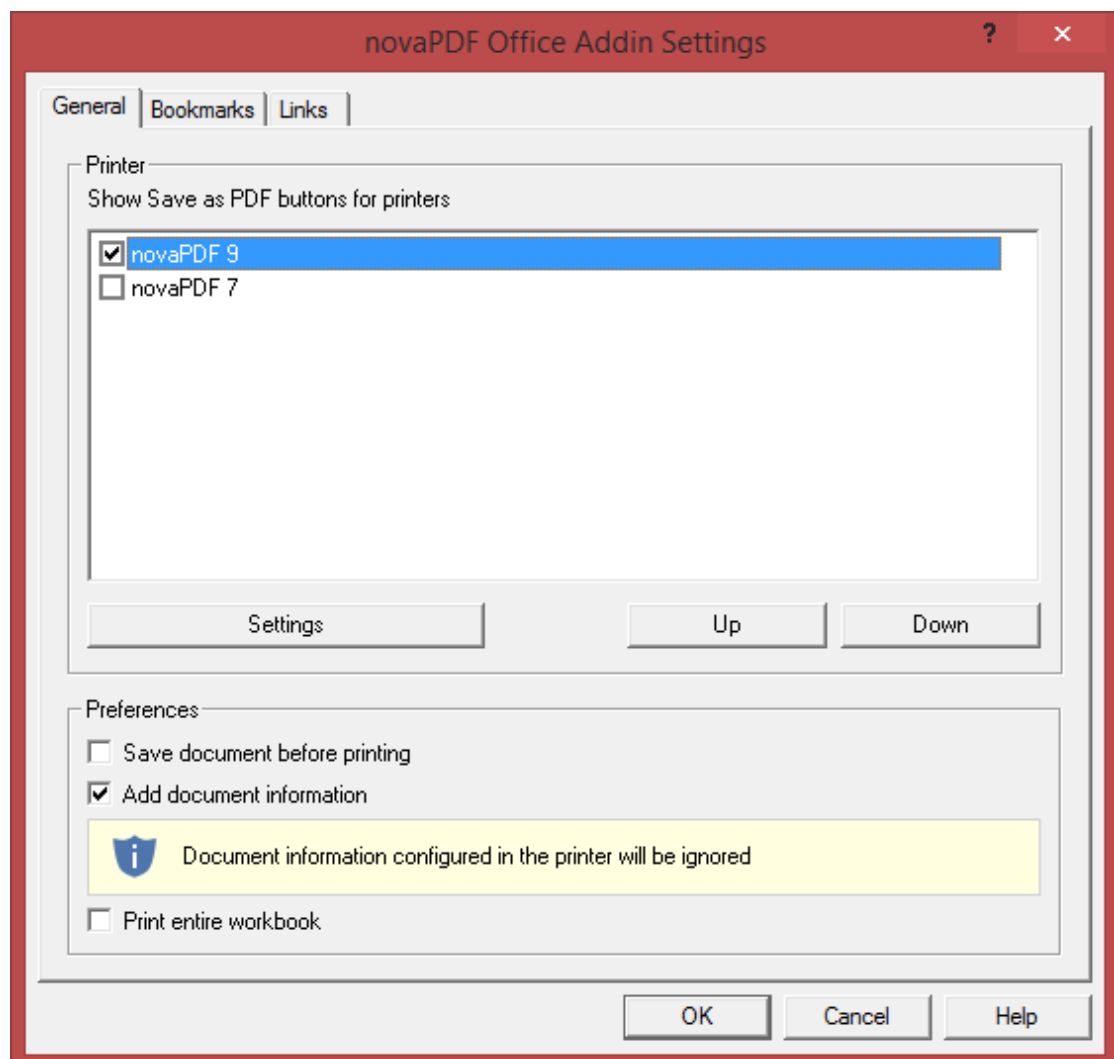 novaPDF Office Addin Settings ? ×
General Bookmarks Links
Printer
Show Save as PDF buttons for printers
novaPDF 9
novaPDF 7
Settings Up Down
Preferences
Save document before printing
Add document information
i Document information configured in the printer will be ignored
Print entire workbook
OK Cancel Help